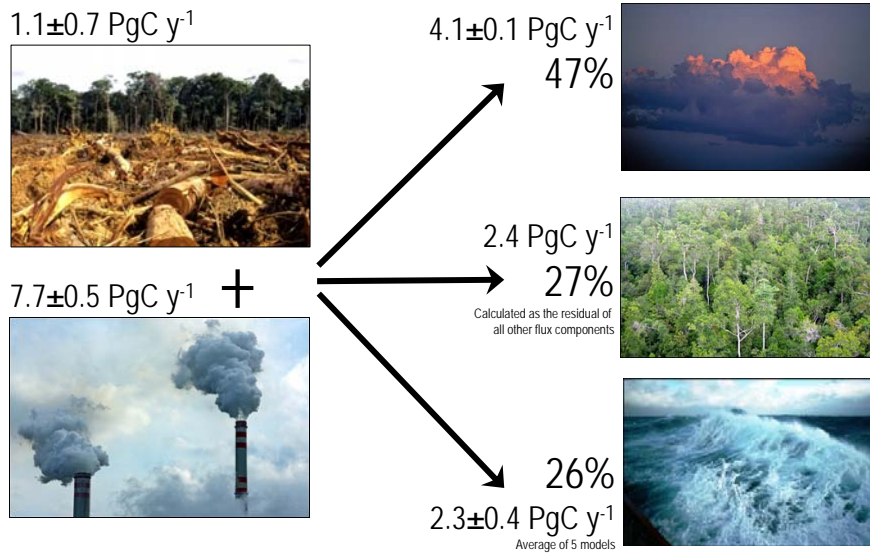 1.1±0.7 PgC y-1
7.7±0.5 PgC y-1
+
4.1±0.1 PgC y-1
47%
2.4 PgC y-1
27%
Calculated as the residual of
all other flux components
26%
2.3±0.4 PgC y-1
Average of 5 models